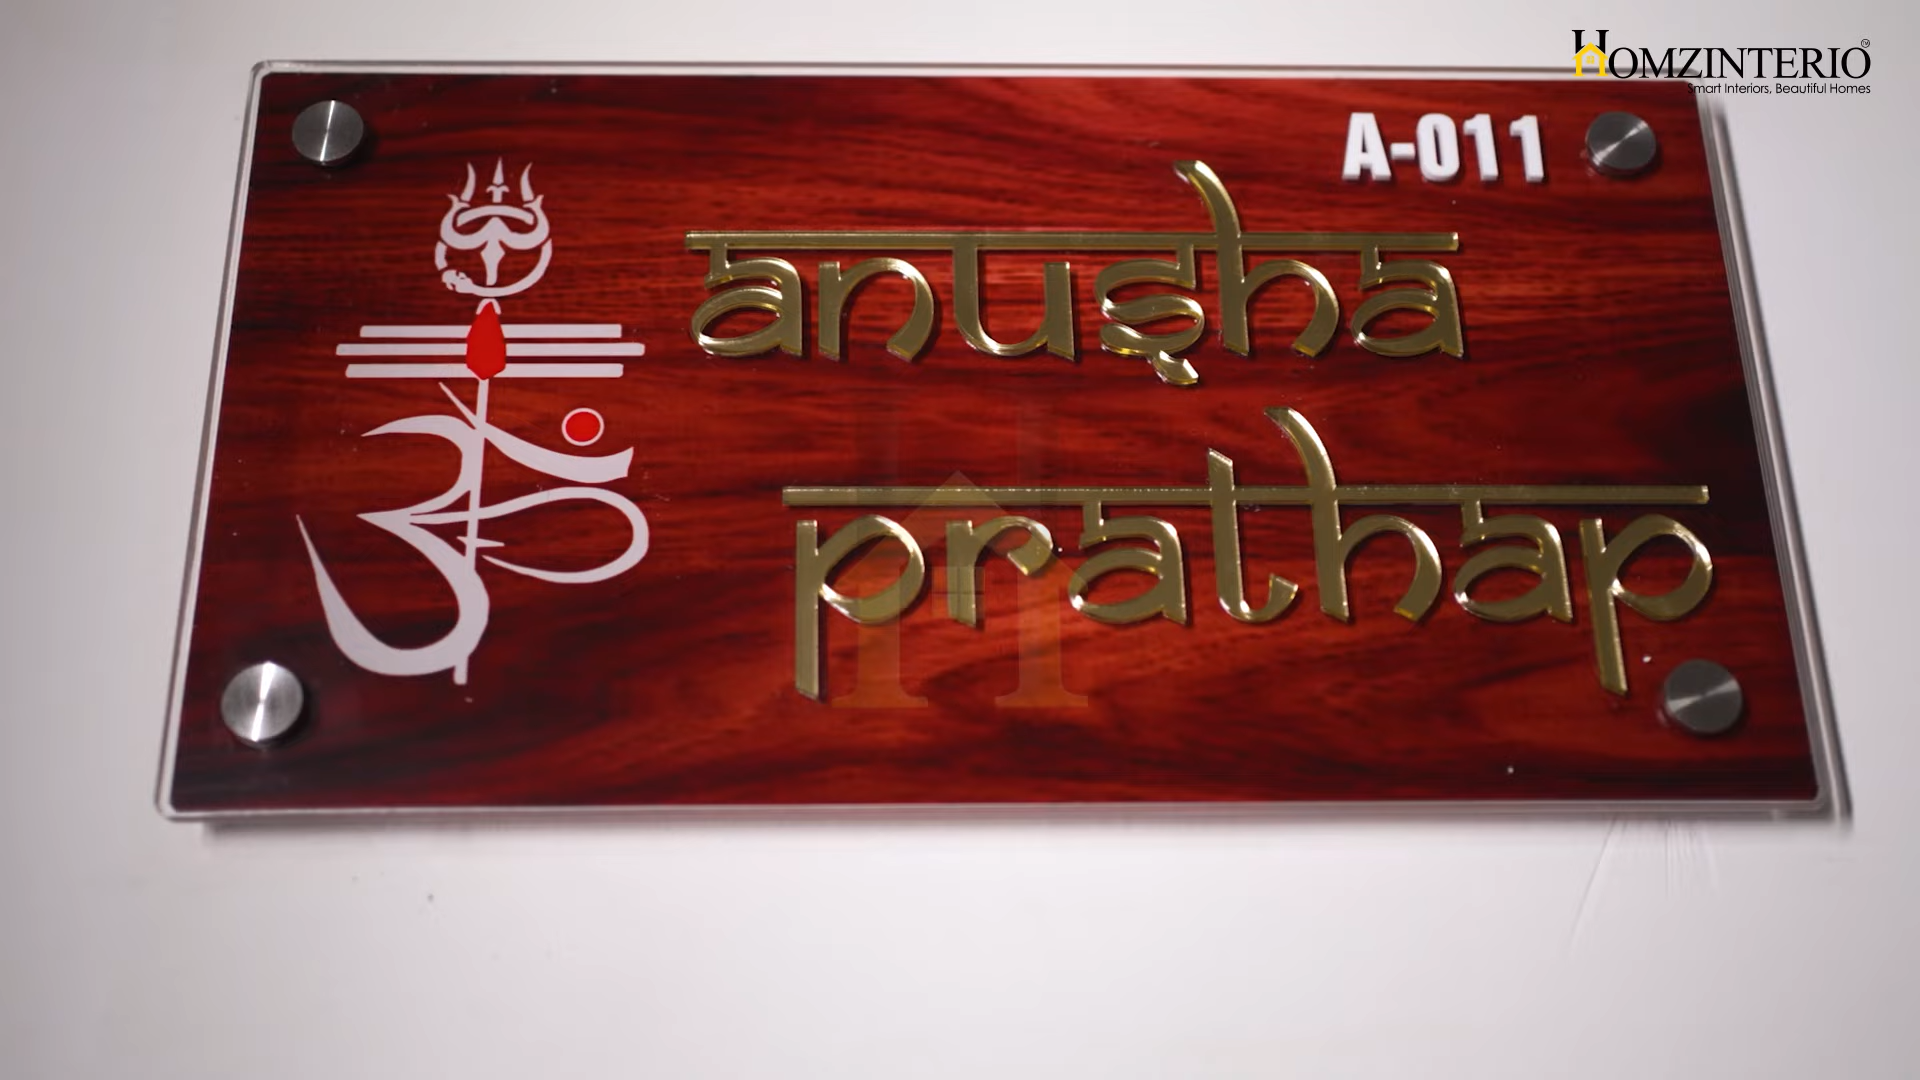 HOMZINTERIO
Smart Interiors, Beautiful Homes
A-011
anusha
prathap
ॐ